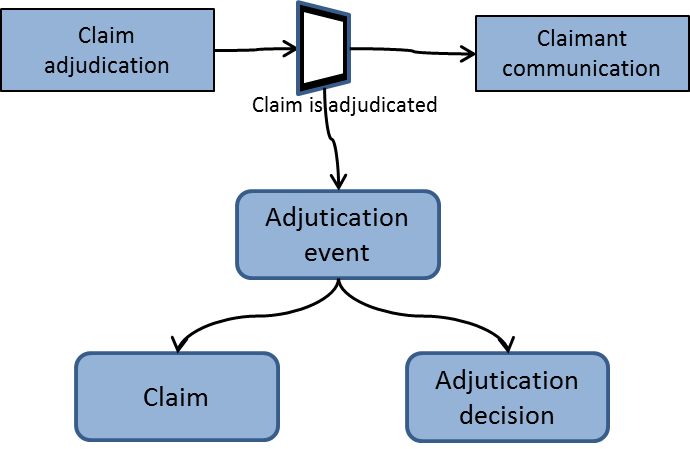 Claim
adjudication
Claimant
communication
Claim is adjudicated
Adjutication
event
Claim
Adjutication
decision